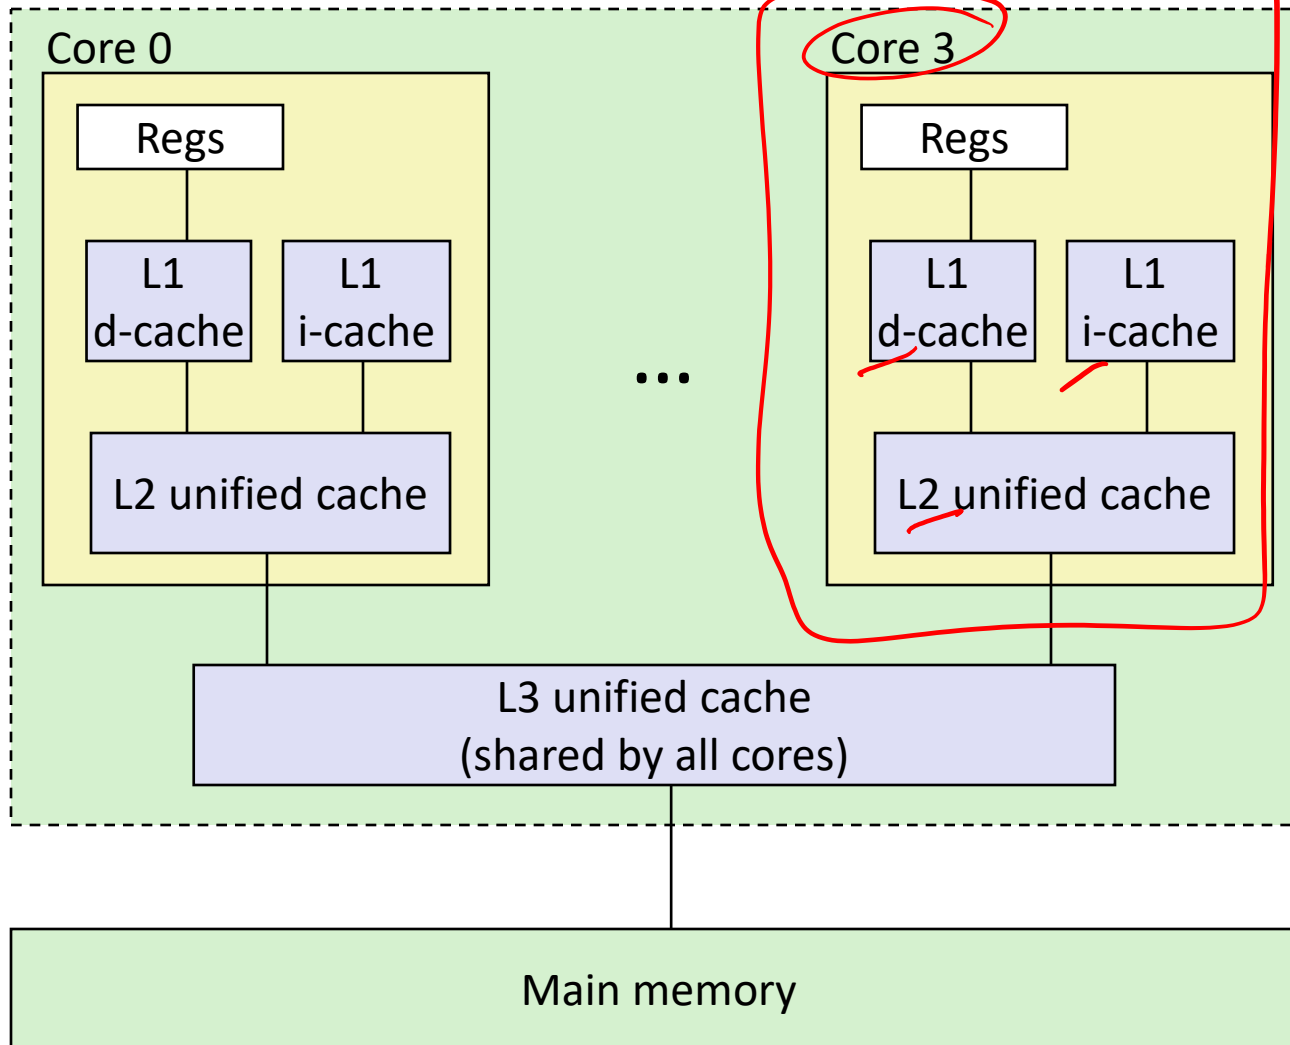 Core 0
Regs
L1
d-cache
L1
i-cache
L2 unified cache
...
Core 3
Regs
L1
d-cache
L1
i-cache
L2 unified cache
L3 unified cache
(shared by all cores)
Main memory